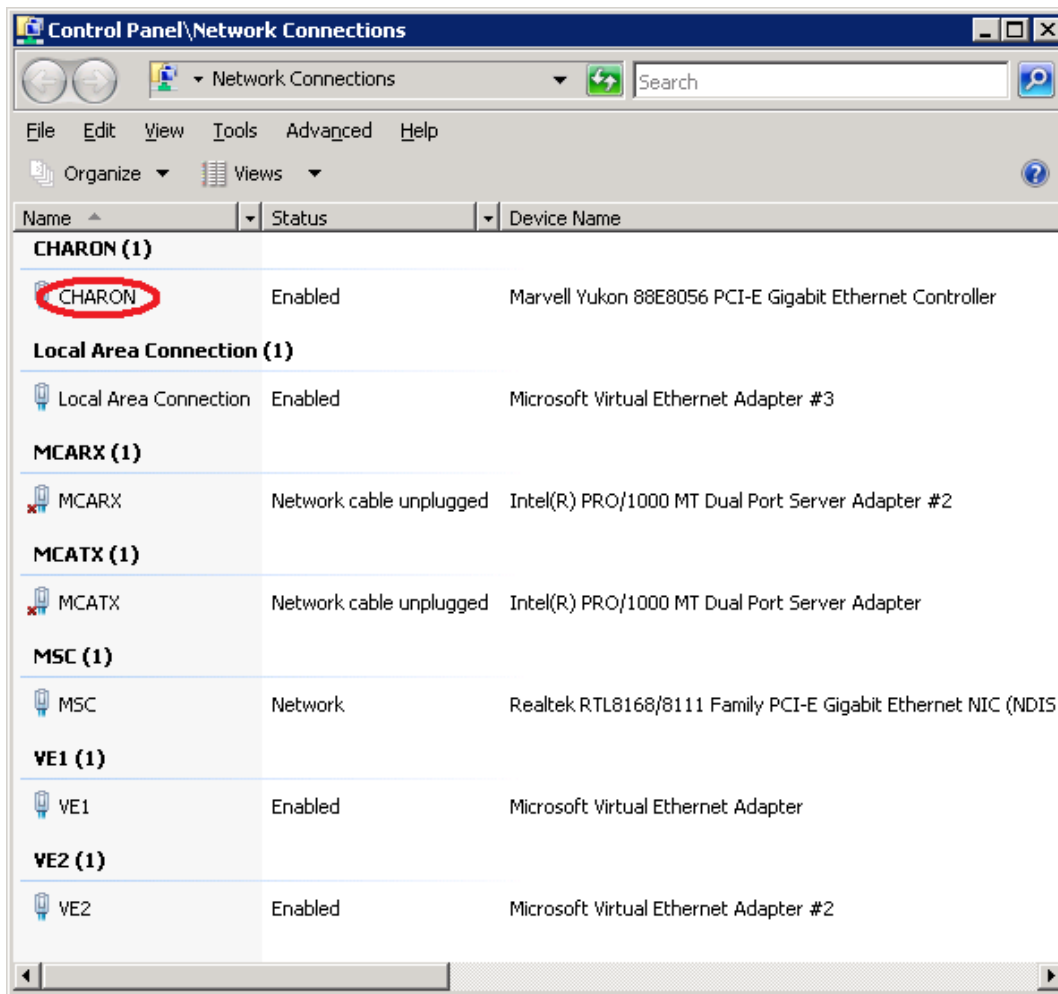 Control Panel\Network Connections
Network Connections Search
File Edit View Tools Advanced Help
Organize Views
Name Status Device Name
CHARON (1)
CHARON Enabled Marvell Yukon 88E8056 PCI-E Gigabit Ethernet Controller
Local Area Connection (1)
Local Area Connection Enabled Microsoft Virtual Ethernet Adapter #3
MCARX (1)
MCARX Network cable unplugged Intel(R) PRO/1000 MT Dual Port Server Adapter #2
MCATX (1)
MCATX Network cable unplugged Intel(R) PRO/1000 MT Dual Port Server Adapter
MSC (1)
MSC Network Realtek RTL8168/8111 Family PCI-E Gigabit Ethernet NIC (NDIS
VE1 (1)
VE1 Enabled Microsoft Virtual Ethernet Adapter
VE2 (1)
VE2 Enabled Microsoft Virtual Ethernet Adapter #2